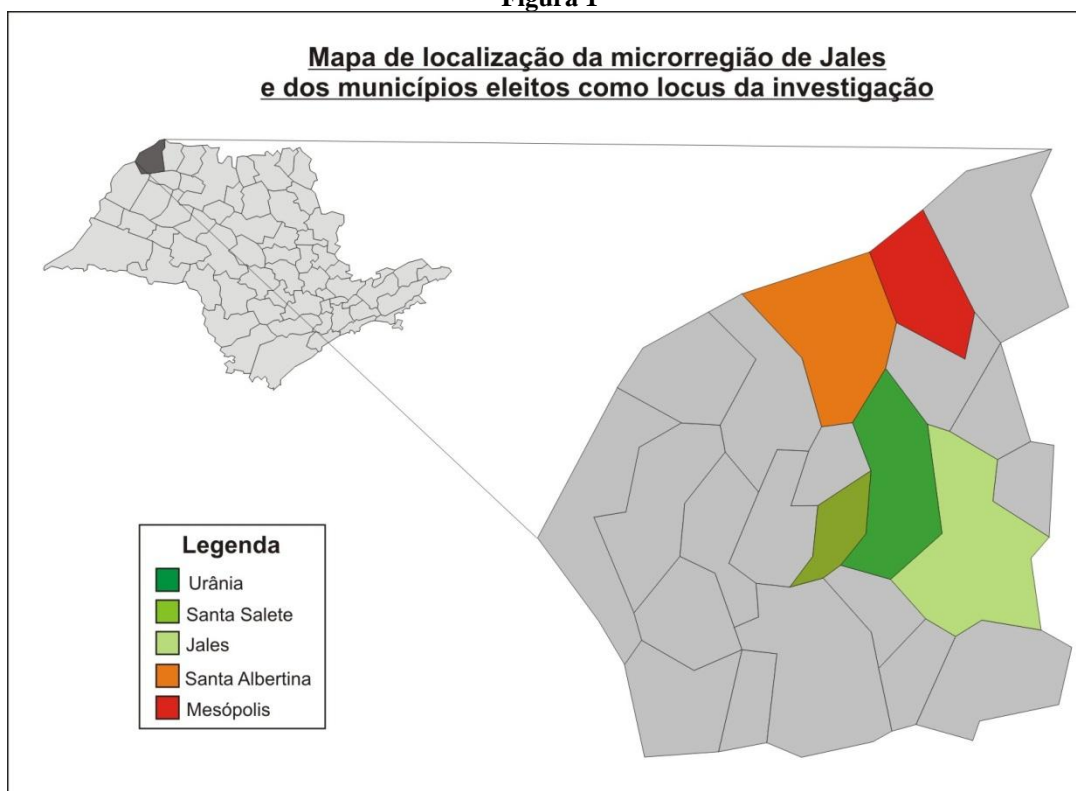 Figura 1
Mapa de localização da microrregião de Jales
e dos municípios eleitos como locus da investigação
Legenda
Urânia
Santa Salete
Jales
Santa Albertina
Mesópolis